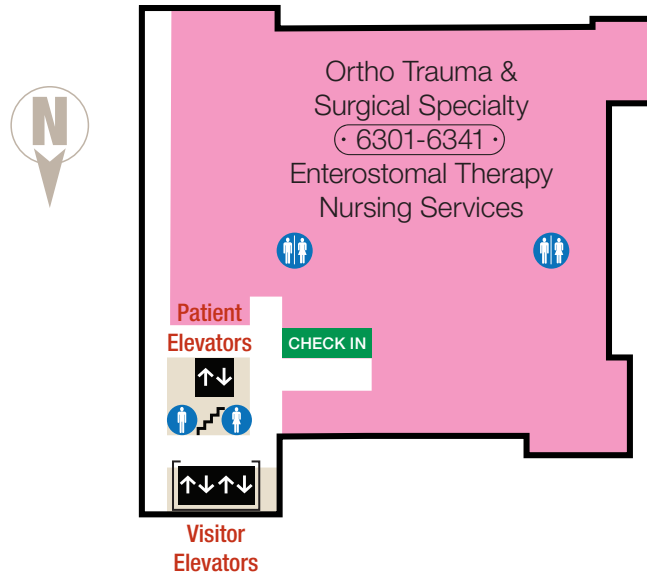 N
Ortho Trauma &
Surgical Specialty
· 6301-6341 ·
Enterostomal Therapy
Nursing Services
Patient
Elevators
CHECK IN
Visitor
Elevators